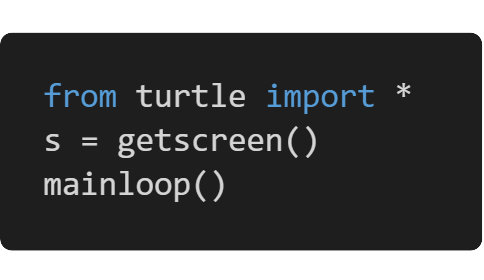 from turtle import *
s = getscreen()
mainloop()